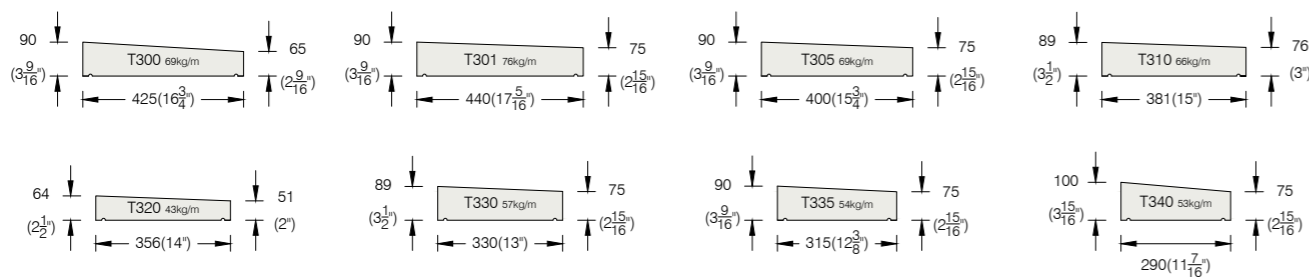 90 (3 9/16") T300 69kg/m 65 (2 9/16")
425(16 3/4")
90 (3 9/16") T301 76kg/m 75 (2 15/16")
440(17 5/16")
90 (3 9/16") T305 69kg/m 75 (2 15/16")
400(15 3/4")
89 (3 1/2") T310 66kg/m 76 (3")
381(15")
64 (2 1/2") T320 43kg/m 51 (2")
356(14")
89 (3 1/2") T330 57kg/m 75 (2 15/16")
330(13")
90 (3 9/16") T335 54kg/m 75 (2 15/16")
315(12 3/8")
100 (3 15/16") T340 53kg/m 75 (2 15/16")
290(11 7/16")